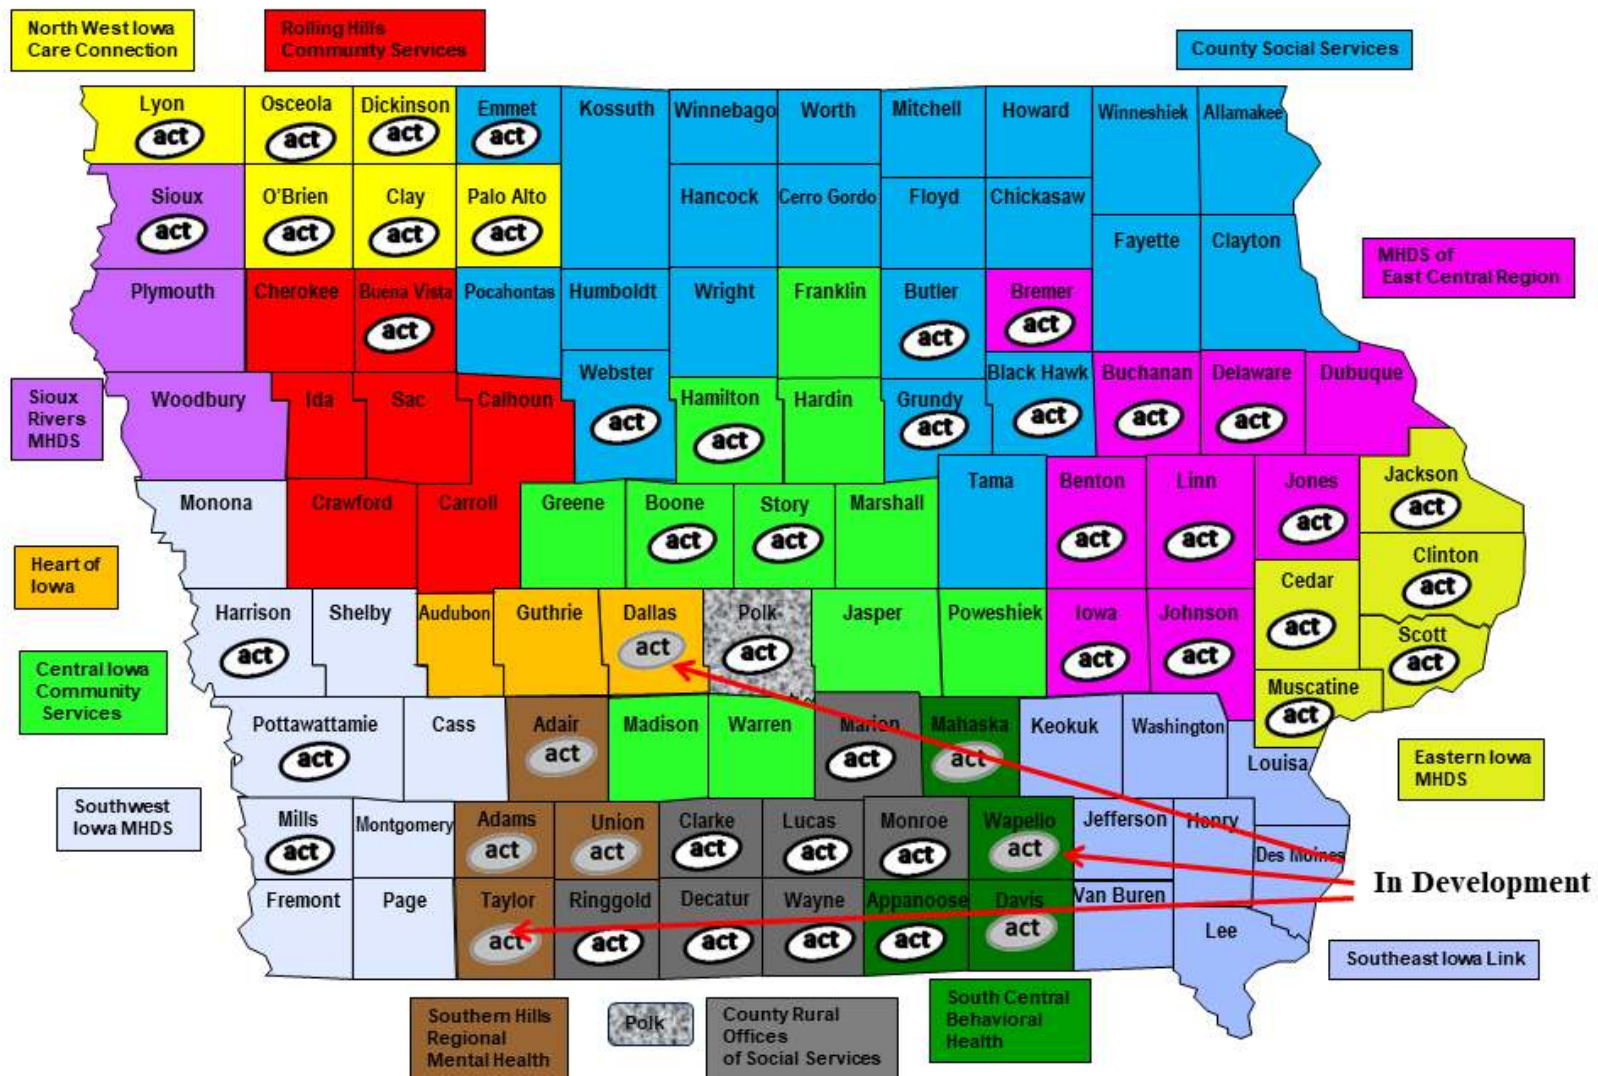 North West Iowa
Care Connection
Rolling Hills
Community Services
County Social Services
Lyon
Osceola
Dickinson
Emmet
Kossuth
Winnebago
Worth
Mitchell
Howard
Winneshiek
Allamakee
act
act
act
act
Sioux
O'Brien
Clay
Palo Alto
Hancock
Cerro Gordo
Floyd
Chickasaw
act
act
act
act
Fayette
Clayton
MHDS of
East Central Region
Plymouth
Cherokee
Buena Vista
Pocahontas
Humboldt
Wright
Franklin
Butler
Bremer
act
act
act
Sioux
Rivers
MHDS
Woodbury
Ida
Sac
Calhoun
Webster
Hamilton
Hardin
Grundy
Black Hawk
Buchanan
Delaware
Dubuque
act
act
act
act
act
act
Monona
Crawford
Carroll
Greene
Boone
Story
Marshall
Tama
Benton
Linn
Jones
Jackson
act
act
act
act
act
act
Heart of
Iowa
Clinton
act
Cedar
act
Harrison
Shelby
Audubon
Guthrie
Dallas
Polk
Jasper
Poweshiek
Iowa
Johnson
Scott
act
act
act
act
act
act
Central Iowa
Community
Services
Muscatine
act
Pottawattamie
Cass
Adair
Madison
Warren
Marion
Mahaska
Keokuk
Washington
Louisa
act
act
act
act
Eastern Iowa
MHDS
Southwest
Iowa MHDS
Mills
Montgomery
Adams
Union
Clarke
Lucas
Monroe
Wapello
Jefferson
Henry
Des Moines
act
act
act
act
act
act
act
In Development
Fremont
Page
Taylor
Ringgold
Decatur
Wayne
Appanoose
Davis
Van Buren
Lee
act
act
act
act
act
act
Southeast Iowa Link
Southern Hills
Regional
Mental Health
Polk
County Rural
Offices
of Social Services
South Central
Behavioral
Health